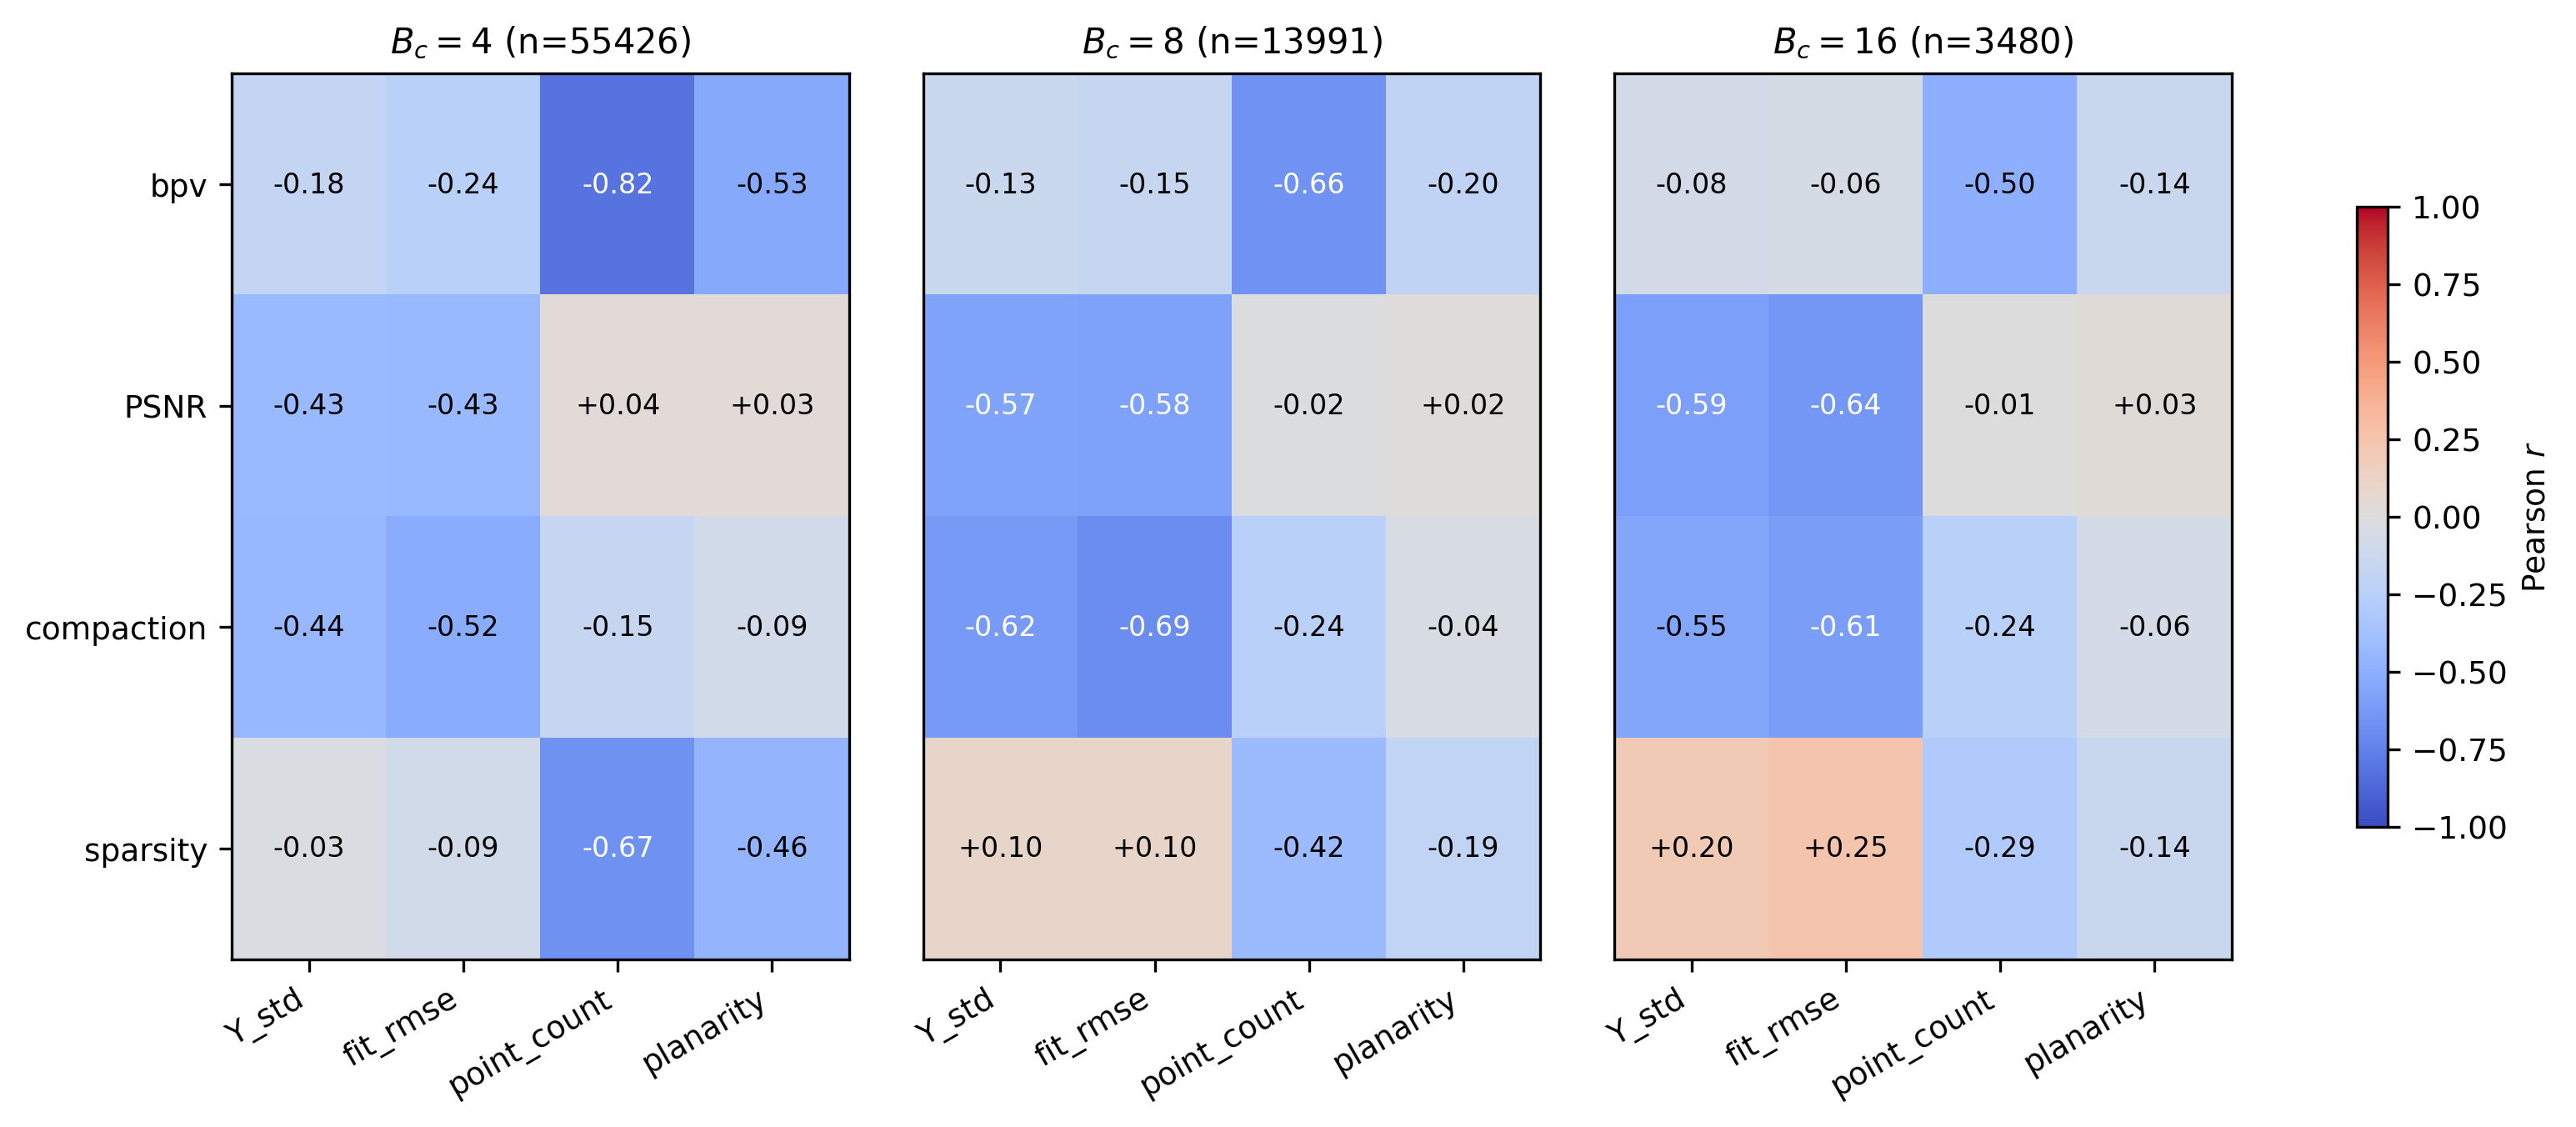 B_c = 4 (n=55426)
B_c = 8 (n=13991)
B_c = 16 (n=3480)
bpv
-0.18 -0.24 -0.82 -0.53
-0.13 -0.15 -0.66 -0.20
-0.08 -0.06 -0.50 -0.14
PSNR
-0.43 -0.43 +0.04 +0.03
-0.57 -0.58 -0.02 +0.02
-0.59 -0.64 -0.01 +0.03
compaction
-0.44 -0.52 -0.15 -0.09
-0.62 -0.69 -0.24 -0.04
-0.55 -0.61 -0.24 -0.06
sparsity
-0.03 -0.09 -0.67 -0.46
+0.10 +0.10 -0.42 -0.19
+0.20 +0.25 -0.29 -0.14
Y_std
fit_rmse
point_count
planarity
Y_std
fit_rmse
point_count
planarity
Y_std
fit_rmse
point_count
planarity
1.00
0.75
0.50
0.25
0.00
−0.25
−0.50
−0.75
−1.00
Pearson r